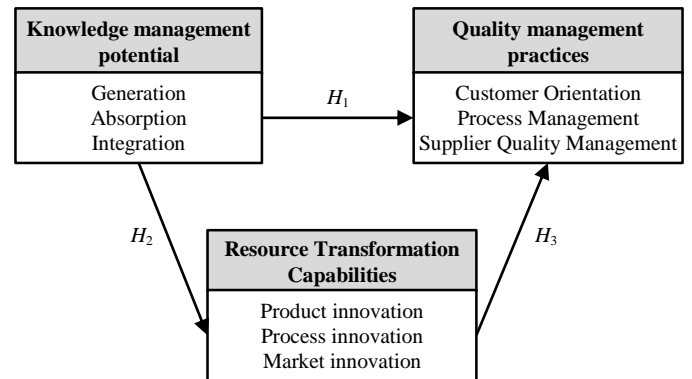 Knowledge management
potential
Generation
Absorption
Integration
H1
Quality management
practices
Customer Orientation
Process Management
Supplier Quality Management
H2
H3
Resource Transformation
Capabilities
Product innovation
Process innovation
Market innovation